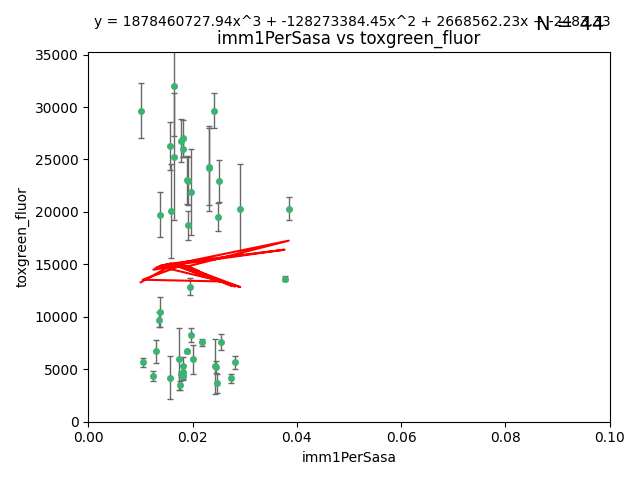 y = 1878460727.94x^3 + -128273384.45x^2 + 2668562.23x +
N = 44
imm1PerSasa vs toxgreen_fluor
35000
30000
25000
20000
15000
10000
5000
0
toxgreen_fluor
0.00 0.02 0.04 0.06 0.08 0.10
imm1PerSasa